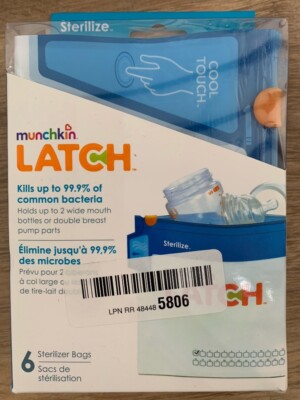 Sterilize.
COOL
TOUCH.
munchkin
LATCH™
Kills up to 99.9% of
common bacteria
Holds up to 2 wide mouth
bottles or double breast
pump parts
Élimine jusqu'à 99,9%
des microbes
Prévu pour 2
à col large
de tire-lait
Sterilize.
LPN RR 48448 5806
CH
6 Sterilizer Bags
Sacs de
stérilisation